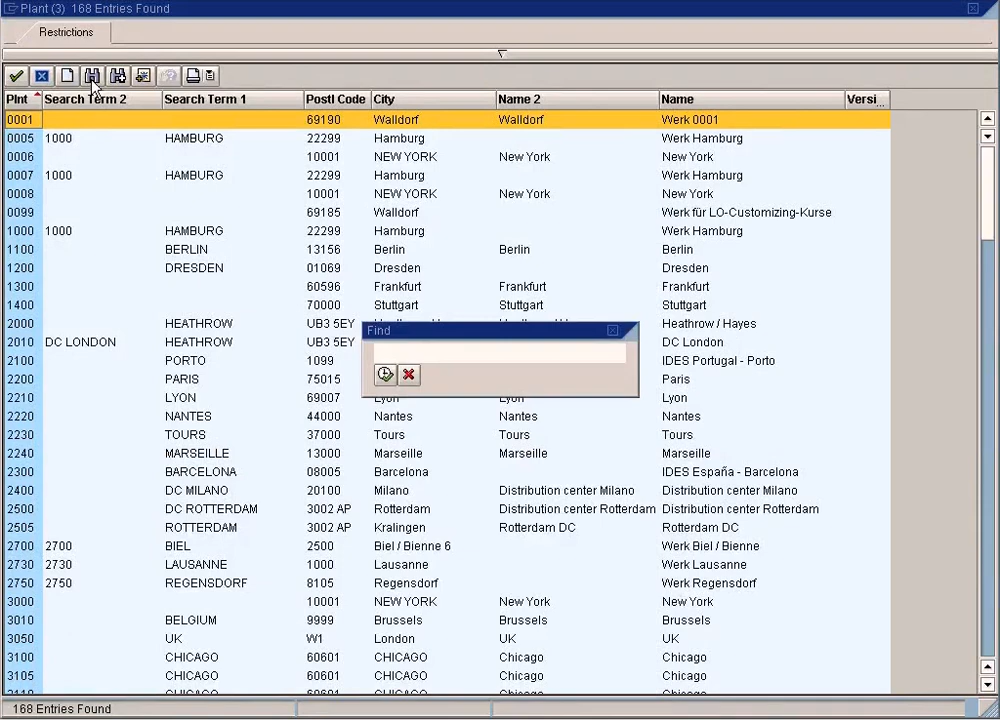 Plant (3) 168 Entries Found
Restrictions
Plnt Search Term 2 Search Term 1 Postl Code City Name 2 Name Versi...
0001 69190 Walldorf Walldorf Werk 0001
0005 1000 HAMBURG 22299 Hamburg Werk Hamburg
0006 10001 NEW YORK New York New York
0007 1000 HAMBURG 22299 Hamburg Werk Hamburg
0008 10001 NEW YORK New York New York
0099 69185 Walldorf Werk für LO-Customizing-Kurse
1000 1000 HAMBURG 22299 Hamburg Werk Hamburg
1100 BERLIN 13156 Berlin Berlin Berlin
1200 DRESDEN 01069 Dresden Dresden
1300 60596 Frankfurt Frankfurt Frankfurt
1400 70000 Stuttgart Stuttgart Stuttgart
2000 HEATHROW UB3 5EY Heathrow / Hayes
Find
2010 DC LONDON HEATHROW UB3 5EY DC London
2100 PORTO 1099 IDES Portugal - Porto
2200 PARIS 75015 Paris
2210 LYON 69007 Lyon Lyon Lyon
2220 NANTES 44000 Nantes Nantes Nantes
2230 TOURS 37000 Tours Tours Tours
2240 MARSEILLE 13000 Marseille Marseille Marseille
2300 BARCELONA 08005 Barcelona IDES España - Barcelona
2400 DC MILANO 20100 Milano Distribution center Milano Distribution center Milano
2500 DC ROTTERDAM 3002 AP Rotterdam Distribution center Rotterdam Distribution center Rotterdam
2505 ROTTERDAM 3002 AP Kralingen Rotterdam DC Rotterdam DC
2700 2700 BIEL 2500 Biel / Bienne 6 Werk Biel / Bienne
2730 2730 LAUSANNE 1000 Lausanne Werk Lausanne
2750 2750 REGENSDORF 8105 Regensdorf Werk Regensdorf
3000 10001 NEW YORK New York New York
3010 BELGIUM 9999 Brussels Brussels Brussels
3050 UK W1 London UK UK
3100 CHICAGO 60601 CHICAGO Chicago Chicago
3105 CHICAGO 60601 CHICAGO Chicago Chicago
3110 CHICAGO 60601 CHICAGO Chicago Chicago
168 Entries Found